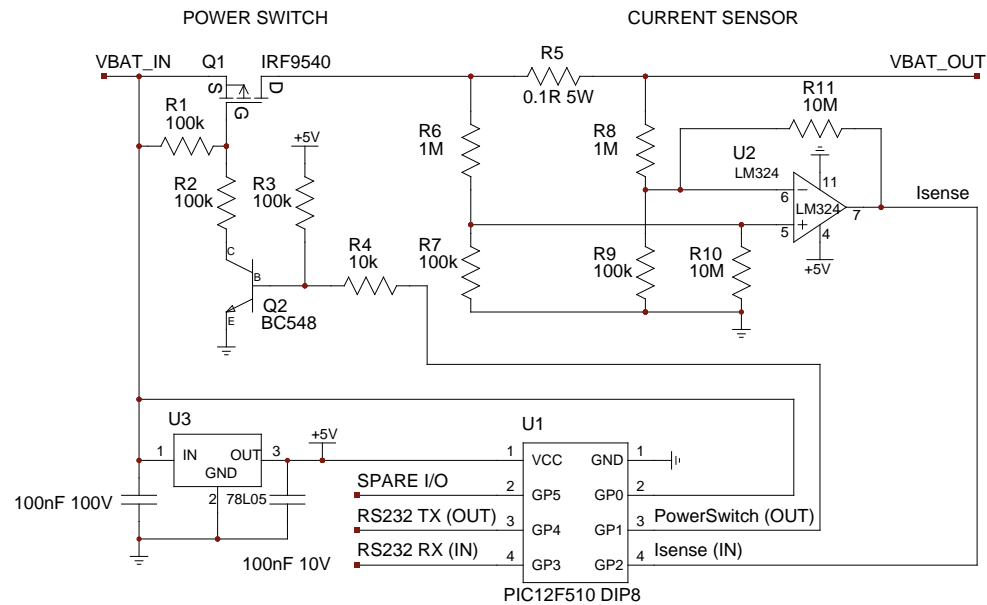 POWER SWITCH
CURRENT SENSOR
VBAT_IN
Q1
IRF9540
R5
VBAT_OUT
S
D
G
0.1R 5W
R11
10M
R1
100k
+5V
R6
1M
R8
1M
U2
LM324
11
6
LM324
7
Isense
5
4
+5V
R2
100k
R3
100k
R4
10k
R7
100k
R9
100k
R10
10M
C
B
E
Q2
BC548
U3
+5V
U1
1
IN
OUT
3
GND
2
78L05
100nF 100V
100nF 10V
1
VCC
GND
1
SPARE I/O
2
GP5
GP0
2
RS232 TX (OUT)
3
GP4
GP1
3
PowerSwitch (OUT)
RS232 RX (IN)
4
GP3
GP2
4
Isense (IN)
PIC12F510 DIP8